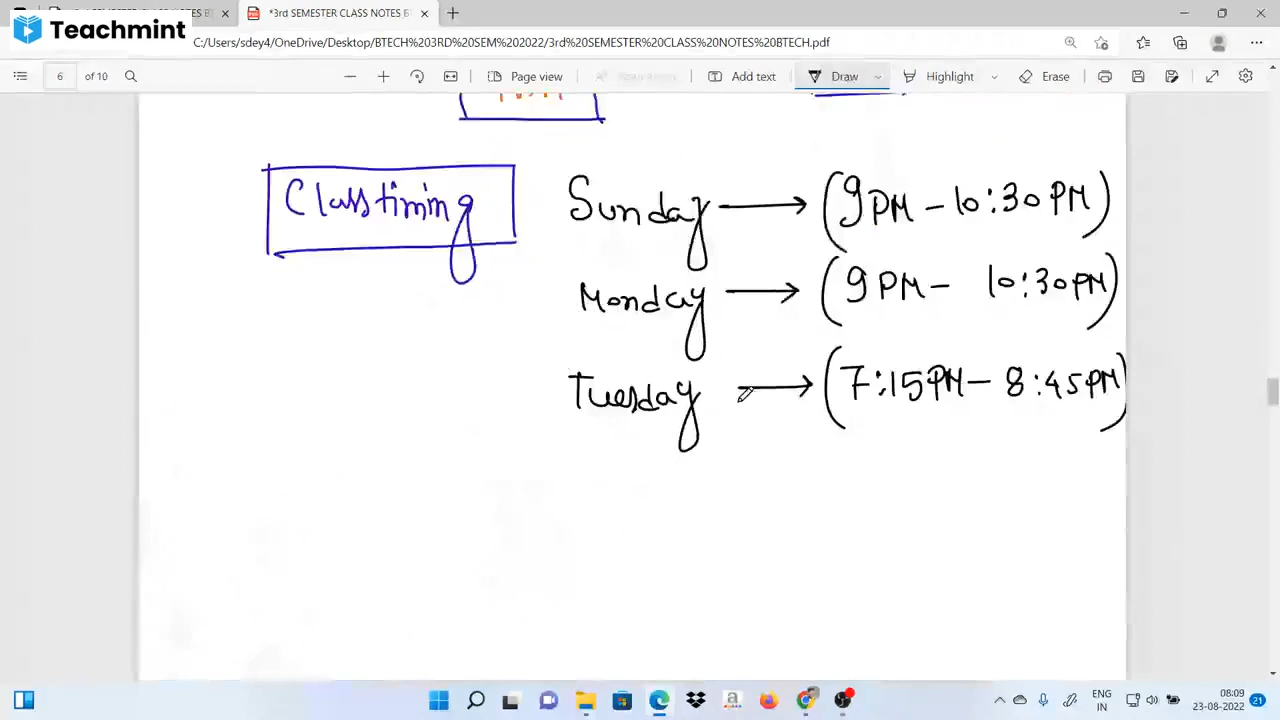 *3rd SEMESTER CLASS NOTES B
Teachmint
C:/Users/sdey4/OneDrive/Desktop/BTECH%203RD%20SEM%202022/3rd%20SEMESTER%20CLASS%20NOTES%20BTECH.pdf
6 of 10 Page view Add text Draw Highlight Erase
Class timing Sunday → (9PM - 10:30PM)
Monday → (9PM - 10:30PM)
Tuesday → (7:15PM - 8:45PM)
ENG 08:09
IN 23-08-2022 21